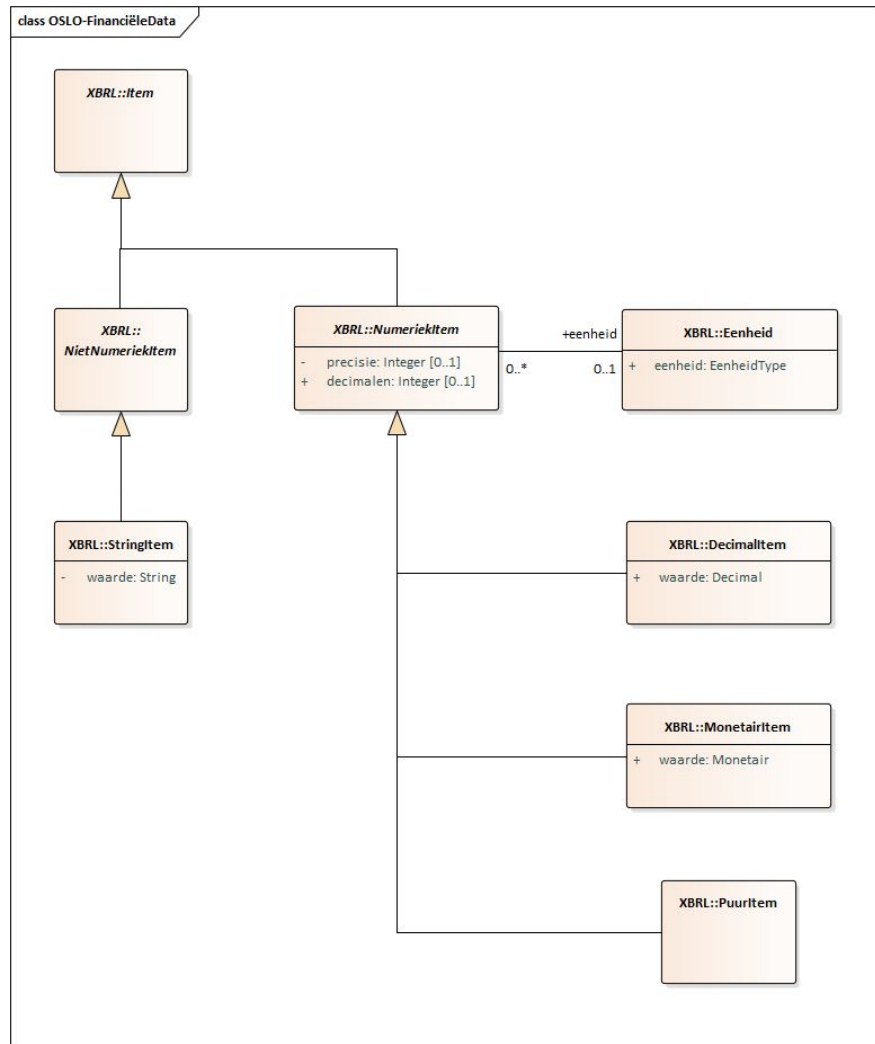 class OSLO-FinanciëleData
XBRL::Item
XBRL::
NietNumeriekItem
XBRL::NumeriekItem
- precisie: Integer [0..1]
+ decimalen: Integer [0..1]
+eenheid
0..*
0..1
XBRL::Eenheid
+ eenheid: EenheidType
XBRL::StringItem
- waarde: String
XBRL::DecimalItem
+ waarde: Decimal
XBRL::MonetairItem
+ waarde: Monetair
XBRL::PuurItem